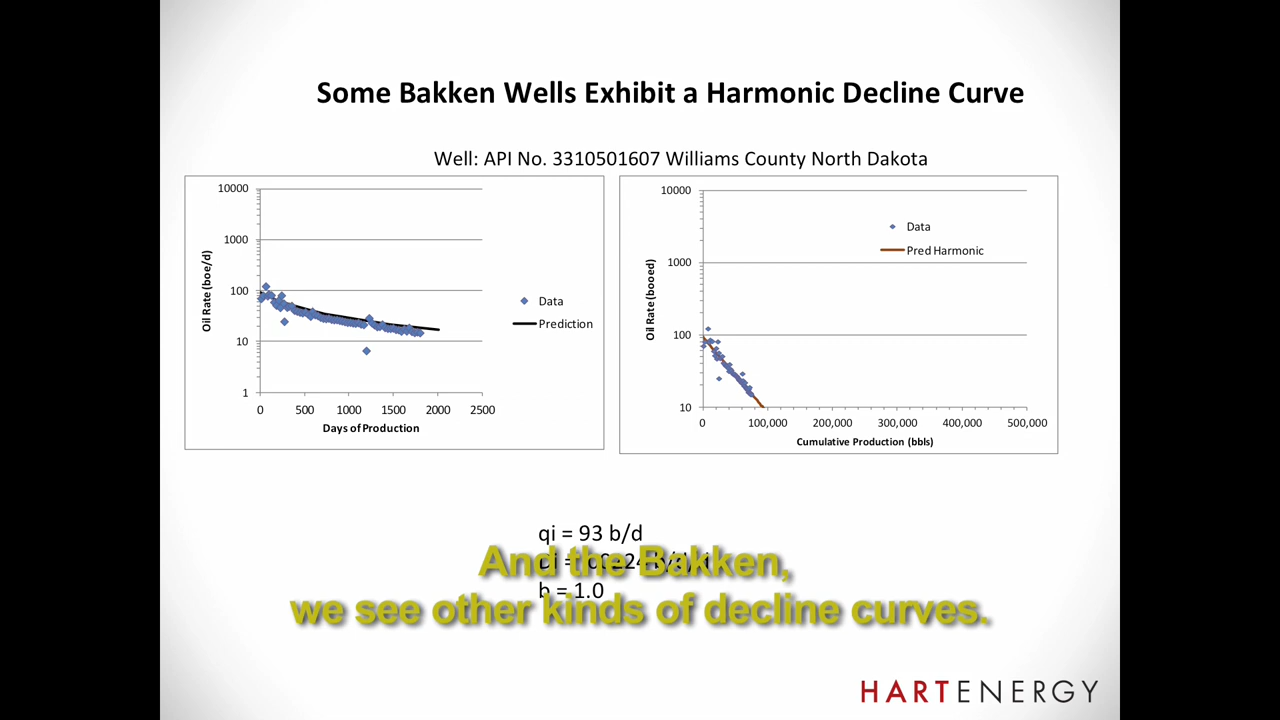 Some Bakken Wells Exhibit a Harmonic Decline Curve
Well: API No. 3310501607 Williams County North Dakota
10000
1000
100
10
1
Oil Rate (boe/d)
0 500 1000 1500 2000 2500
Days of Production
Data
Prediction
10000
1000
100
10
Oil Rate (booed)
0 100,000 200,000 300,000 400,000 500,000
Cumulative Production (bbls)
Data
Pred Harmonic
qi = 93 b/d
b = 1.0
And the Bakken,
we see other kinds of decline curves.
HARTENERGY